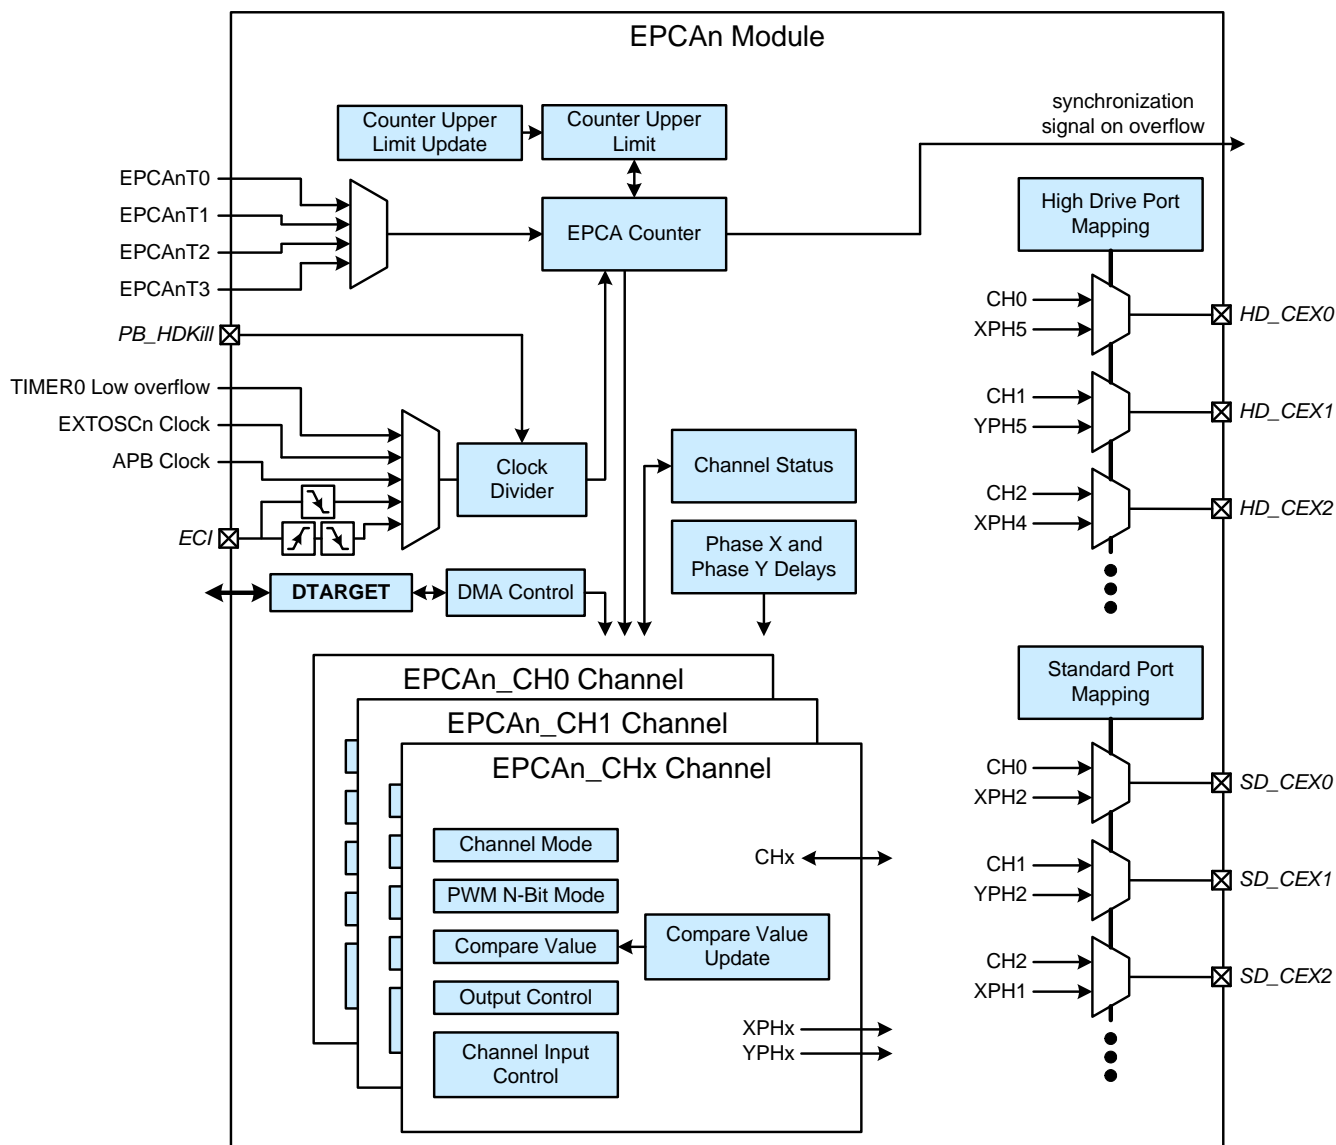 EPCAn Module
synchronization
signal on overflow
Counter Upper
Limit Update
Counter Upper
Limit
EPCAnT0
EPCAnT1
EPCAnT2
EPCAnT3
EPCA Counter
High Drive Port
Mapping
PB_HDKill
TIMER0 Low overflow
EXTOSCn Clock
APB Clock
ECI
Clock
Divider
Channel Status
Phase X and
Phase Y Delays
DTARGET
DMA Control
CH0
XPH5
HD_CEX0
CH1
YPH5
HD_CEX1
CH2
XPH4
HD_CEX2
EPCAn_CH0 Channel
EPCAn_CH1 Channel
EPCAn_CHx Channel
Channel Mode
PWM N-Bit Mode
Compare Value
Compare Value
Update
Output Control
Channel Input
Control
CHx
XPHx
YPHx
Standard Port
Mapping
CH0
XPH2
SD_CEX0
CH1
YPH2
SD_CEX1
CH2
XPH1
SD_CEX2